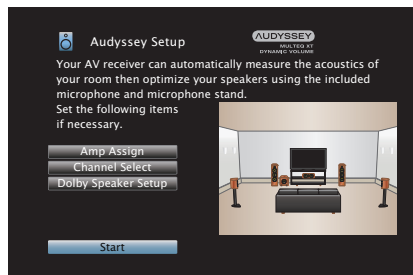 Audyssey Setup
AUDYSSEY
MULTEQ XT
DYNAMIC VOLUME
Your AV receiver can automatically measure the acoustics of
your room then optimize your speakers using the included
microphone and microphone stand.
Set the following items
if necessary.
Amp Assign
Channel Select
Dolby Speaker Setup
Start